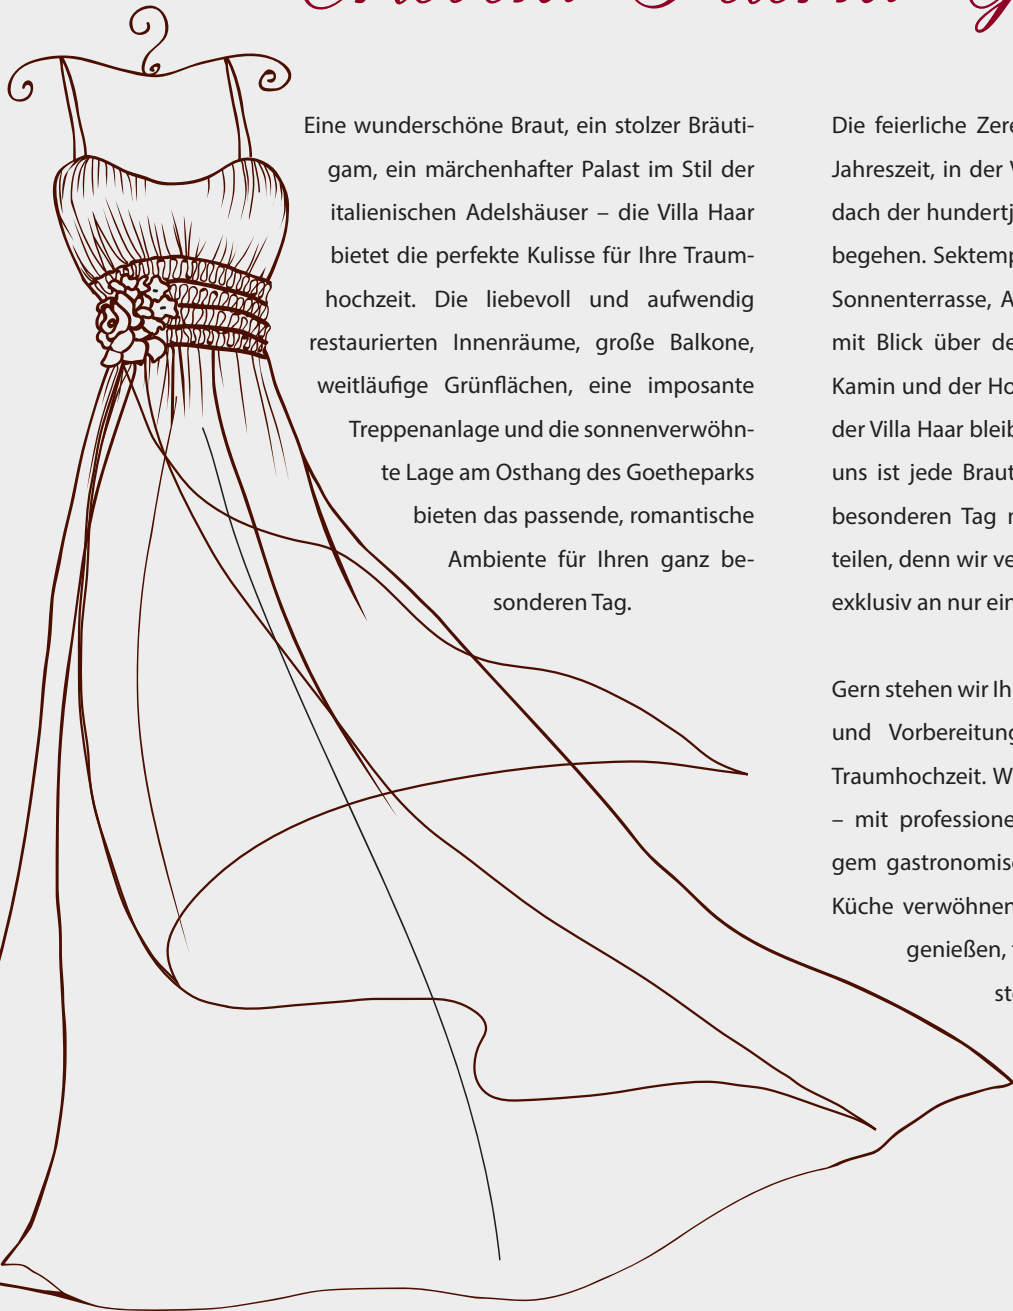 Eine wunderschöne Braut, ein stolzer Bräuti-
gam, ein märchenhafter Palast im Stil der
italienischen Adelshäuser – die Villa Haar
bietet die perfekte Kulisse für Ihre Traum-
hochzeit. Die liebevoll und aufwendig
restaurierten Innenräume, große Balkone,
weitläufige Grünflächen, eine imposante
Treppenanlage und die sonnenverwöhn-
te Lage am Osthang des Goetheparks
bieten das passende, romantische
Ambiente für Ihren ganz be-
sonderen Tag.
Die feierliche Zere
Jahreszeit, in der
dach der hundertj
begehen. Sektemp
Sonnenterrasse, A
mit Blick über de
Kamin und der Ho
der Villa Haar bleib
uns ist jede Braut
besonderen Tag
teilen, denn wir ve
exklusiv an nur ein
Gern stehen wir Ih
und Vorbereitung
Traumhochzeit. W
– mit professione
gem gastronomisc
Küche verwöhnen
genießen,
st